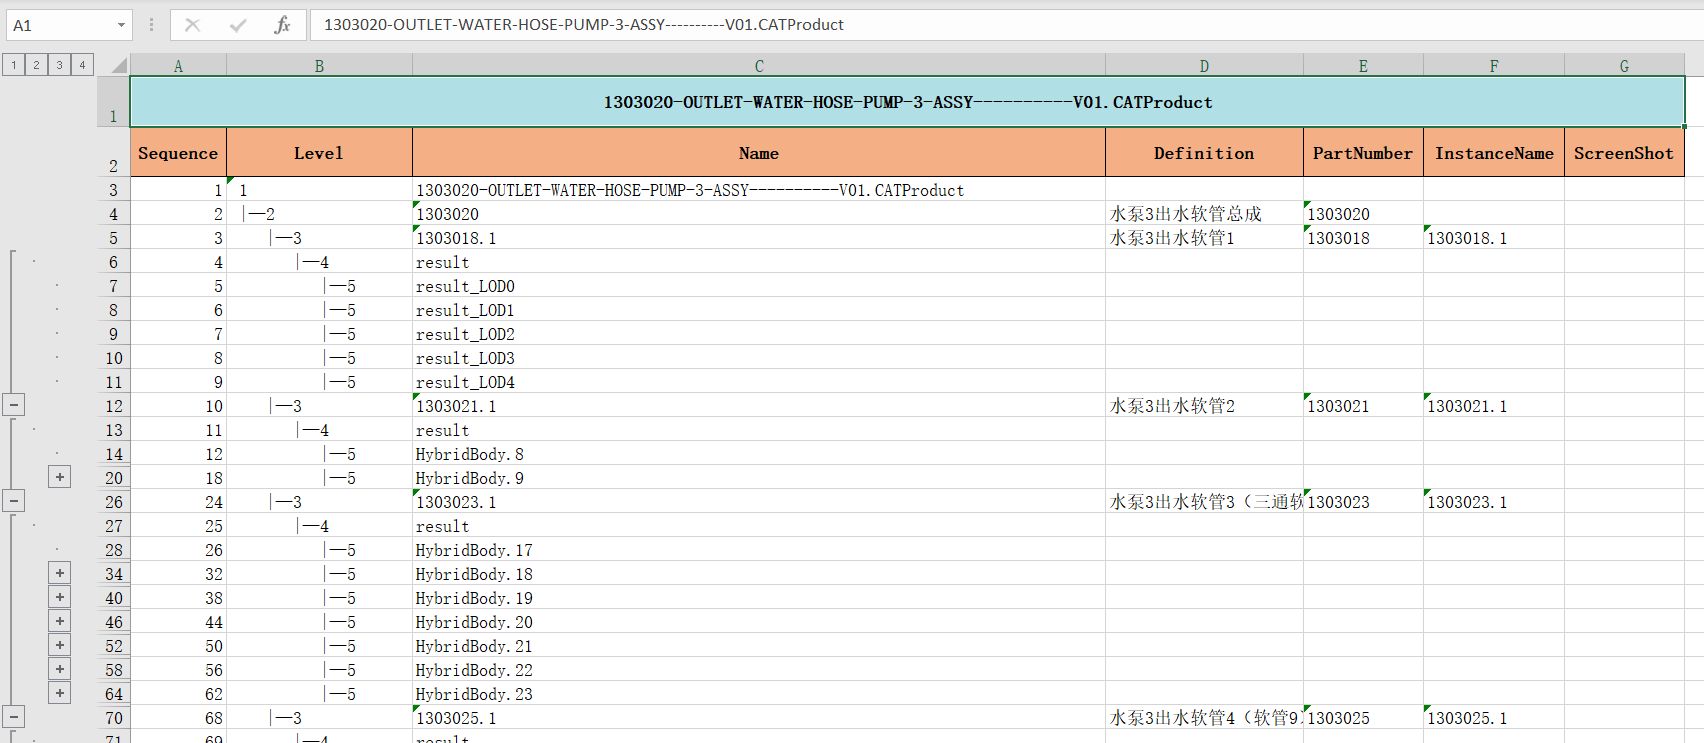 A1 fx 1303020-OUTLET-WATER-HOSE-PUMP-3-ASSY----------V01.CATProduct
1 2 3 4 A B C D E F G
1 1303020-OUTLET-WATER-HOSE-PUMP-3-ASSY----------V01.CATProduct
2 Sequence Level Name Definition PartNumber InstanceName ScreenShot
3 1 1 1303020-OUTLET-WATER-HOSE-PUMP-3-ASSY----------V01.CATProduct
4 2 |—2 1303020 水泵3出水软管总成 1303020
5 3 |—3 1303018.1 水泵3出水软管1 1303018 1303018.1
6 4 |—4 result
7 5 |—5 result_LOD0
8 6 |—5 result_LOD1
9 7 |—5 result_LOD2
10 8 |—5 result_LOD3
11 9 |—5 result_LOD4
12 10 |—3 1303021.1 水泵3出水软管2 1303021 1303021.1
13 11 |—4 result
14 12 |—5 HybridBody.8
20 18 |—5 HybridBody.9
26 24 |—3 1303023.1 水泵3出水软管3（三通软 1303023 1303023.1
27 25 |—4 result
28 26 |—5 HybridBody.17
34 32 |—5 HybridBody.18
40 38 |—5 HybridBody.19
46 44 |—5 HybridBody.20
52 50 |—5 HybridBody.21
58 56 |—5 HybridBody.22
64 62 |—5 HybridBody.23
70 68 |—3 1303025.1 水泵3出水软管4（软管9） 1303025 1303025.1
71 69 |—4 result